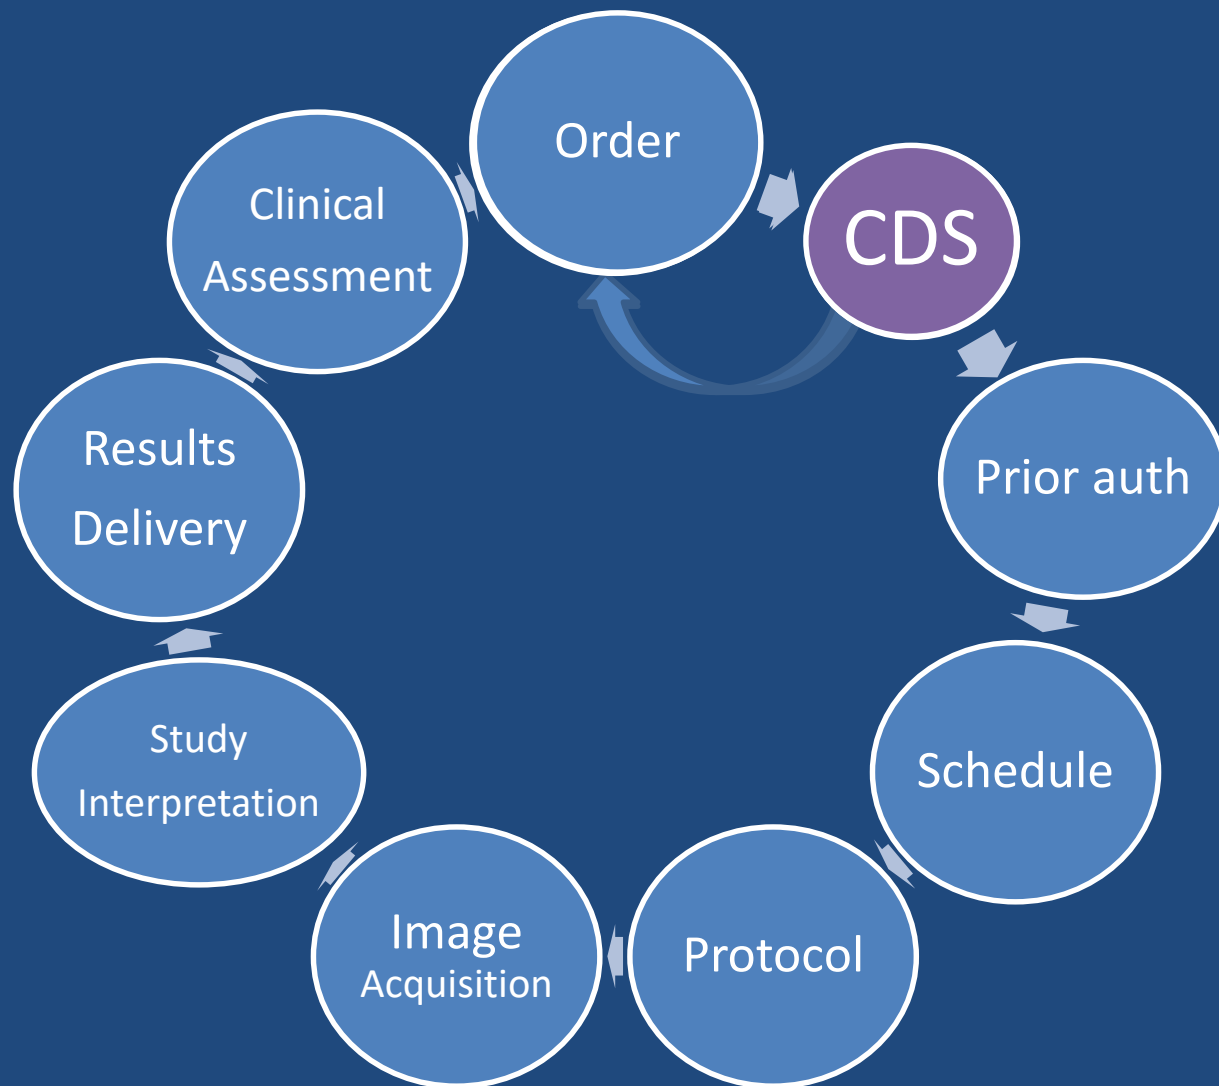 Order
CDS
Prior auth
Schedule
Protocol
Image
Acquisition
Study
Interpretation
Results
Delivery
Clinical
Assessment